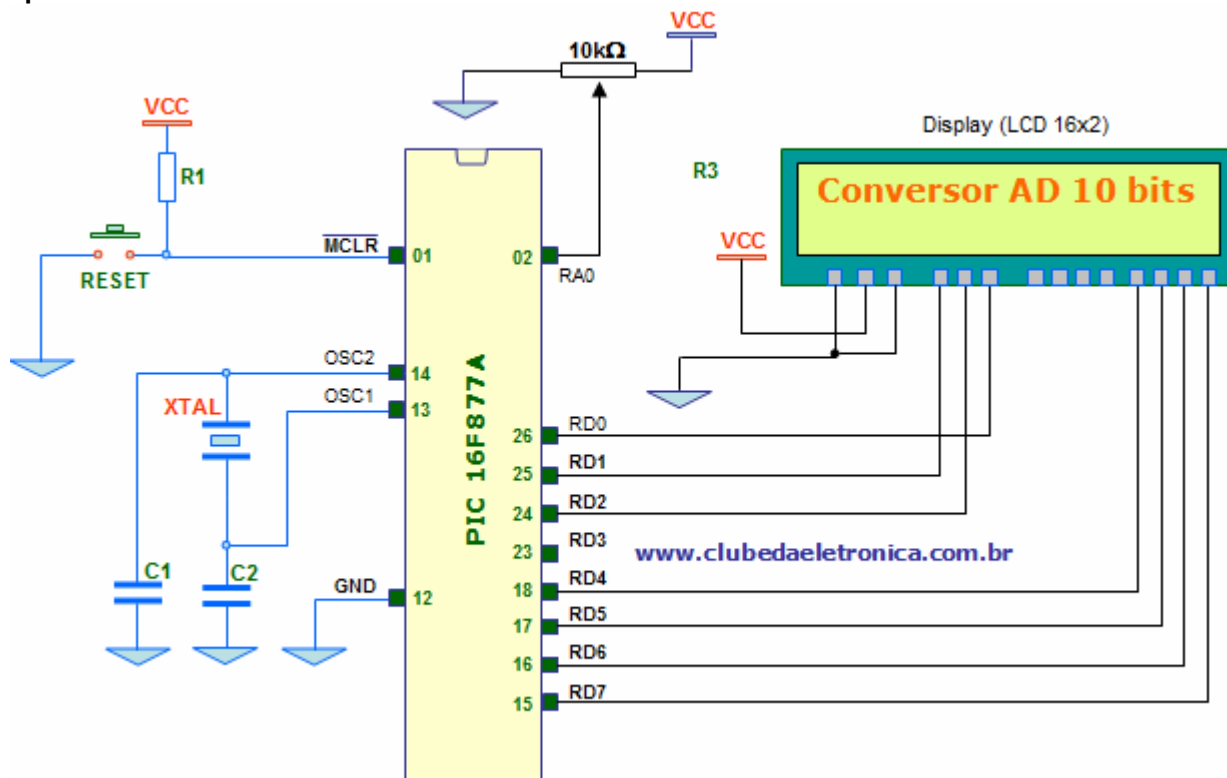 10kΩ
VCC
VCC
R1
MCLR
RESET
01
02
RA0
Display (LCD 16x2)
R3
Conversor AD 10 bits
VCC
OSC2
14
OSC1
13
XTAL
PIC 16F877A
C1
C2
GND
12
26
RD0
25
RD1
24
RD2
23
RD3
www.clubedaeletronica.com.br
18
RD4
17
RD5
16
RD6
15
RD7